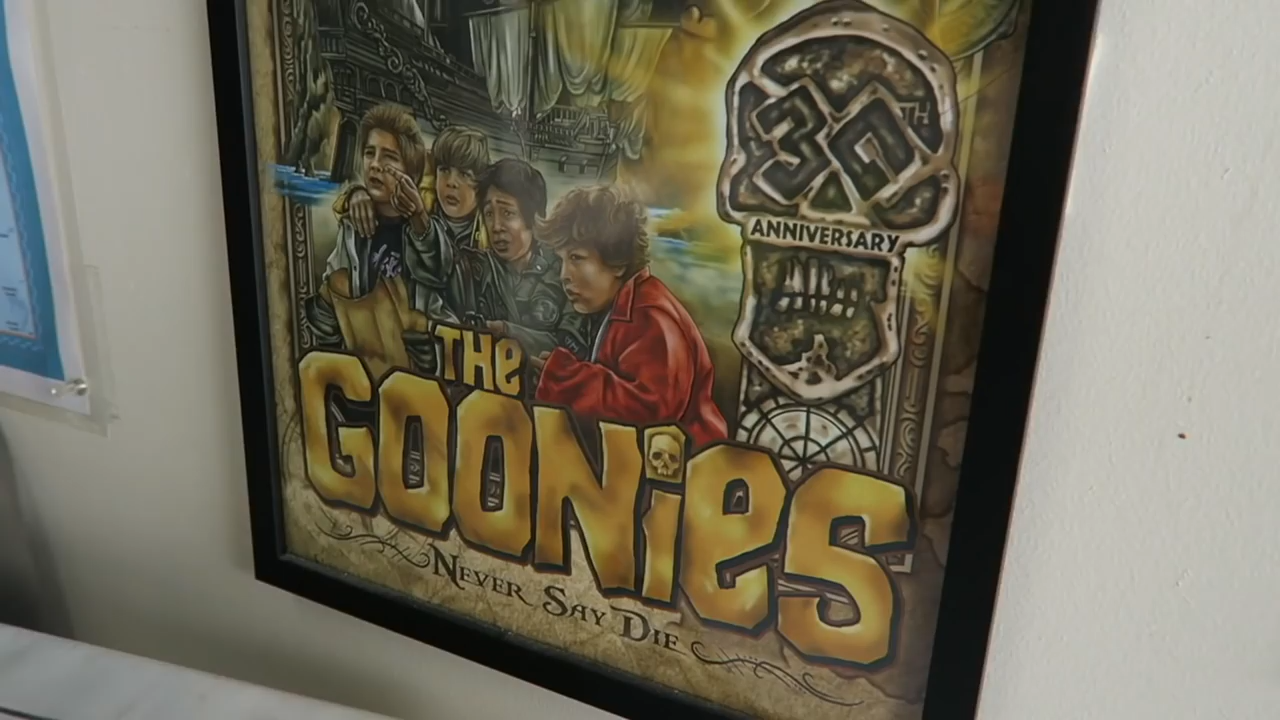 30TH
ANNIVERSARY
THe
GOONieS
NEVER SAY DIE